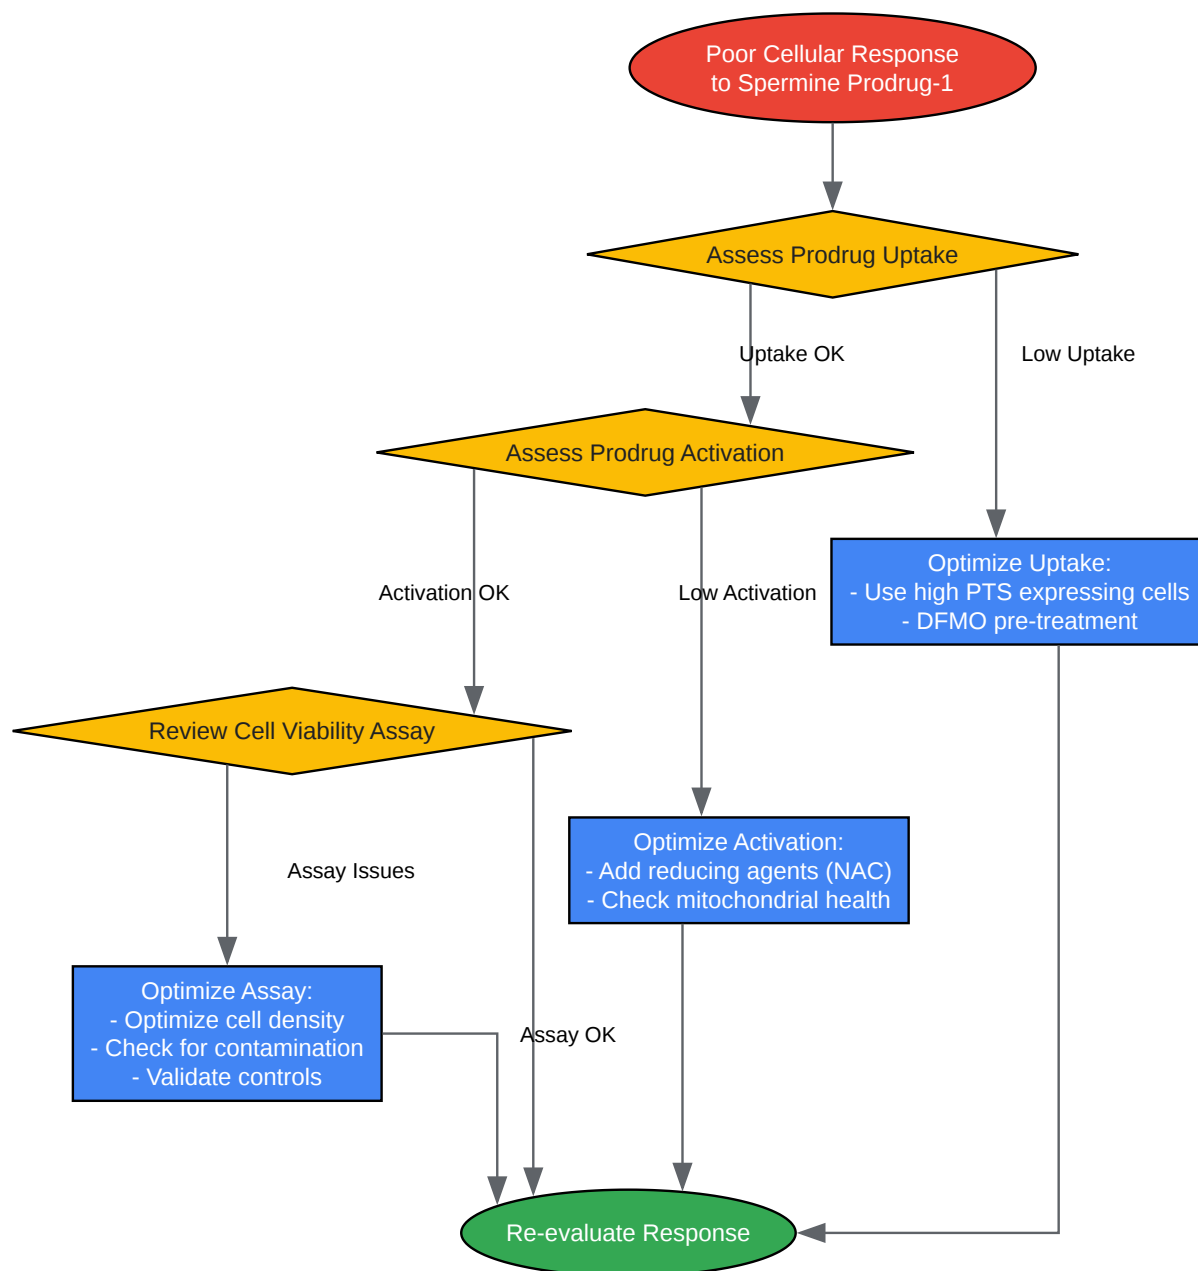 Poor Cellular Response
to Spermine Prodrug-1
Assess Prodrug Uptake
Uptake OK
Low Uptake
Assess Prodrug Activation
Optimize Uptake:
- Use high PTS expressing cells
- DFMO pre-treatment
Activation OK
Low Activation
Review Cell Viability Assay
Optimize Activation:
- Add reducing agents (NAC)
- Check mitochondrial health
Assay Issues
Optimize Assay:
- Optimize cell density
- Check for contamination
- Validate controls
Assay OK
Re-evaluate Response